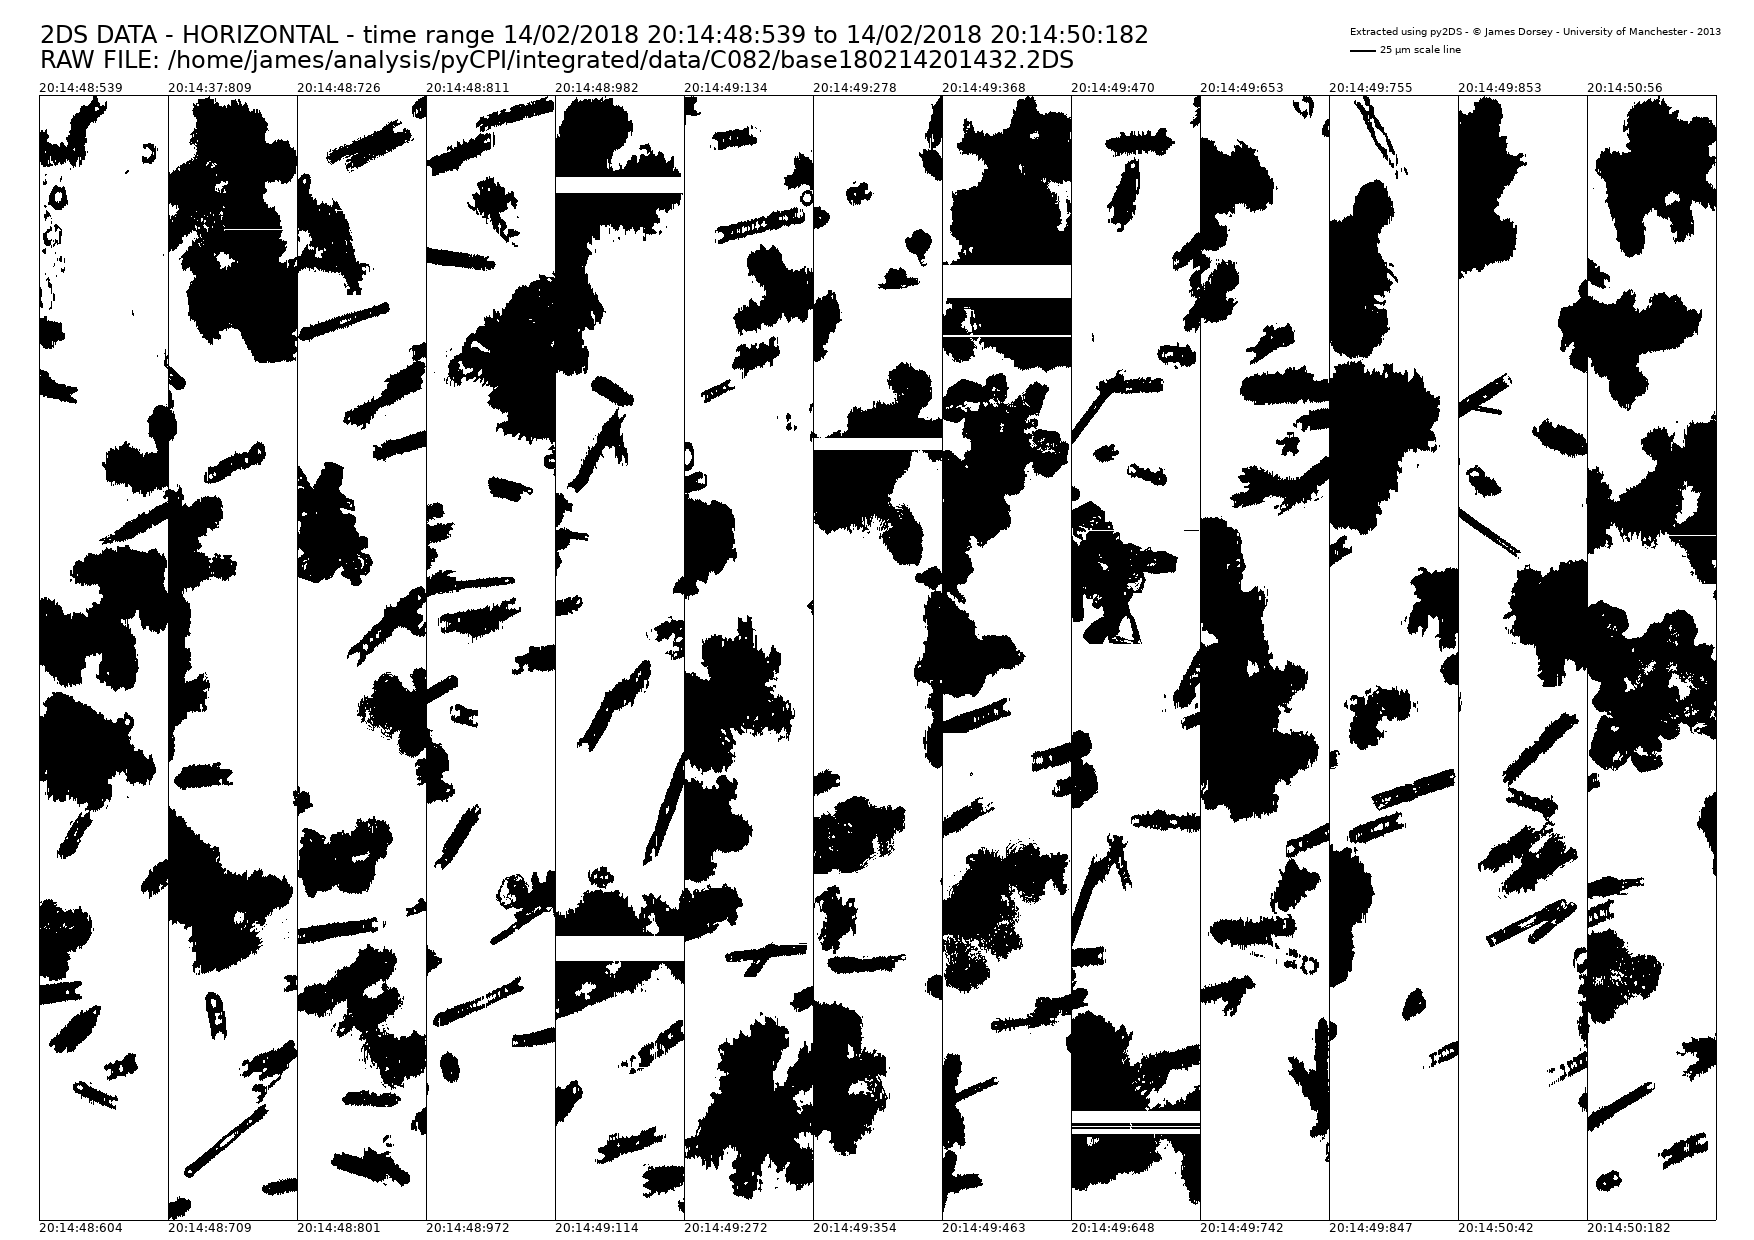 2DS DATA - HORIZONTAL - time range 14/02/2018 20:14:48:539 to 14/02/2018 20:14:50:182
RAW FILE: /home/james/analysis/pyCPI/integrated/data/C082/base180214201432.2DS
Extracted using py2DS - © James Dorsey - University of Manchester - 2013
25 µm scale line
20:14:48:539 20:14:37:809 20:14:48:726 20:14:48:811 20:14:48:982 20:14:49:134 20:14:49:278 20:14:49:368 20:14:49:470 20:14:49:653 20:14:49:755 20:14:49:853 20:14:50:56
20:14:48:604 20:14:48:709 20:14:48:801 20:14:48:972 20:14:49:114 20:14:49:272 20:14:49:354 20:14:49:463 20:14:49:648 20:14:49:742 20:14:49:847 20:14:50:42 20:14:50:182